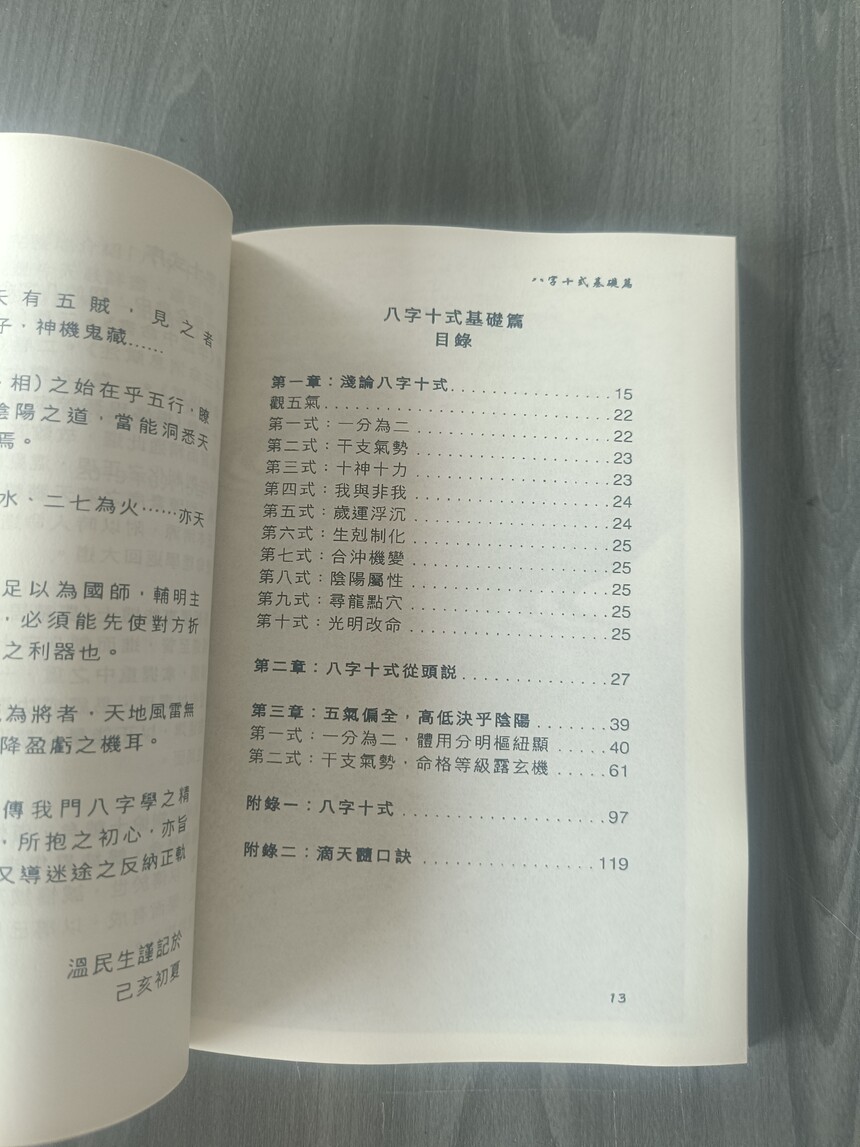 天有五賊，見之者
子．神機鬼藏……
相）之始在乎五行，瞭
陰陽之道，當能洞悉天
焉。
水、二七為火……亦天
足以為國師，輔明主
，必須能先使對方折
之利器也。
為將者．天地風雷無
降盈虧之機耳。
傳我門八字學之精
，所抱之初心，亦旨
又導迷途之反納正軌
溫民生謹記於
己亥初夏
八字十式基礎篇
八字十式基礎篇
目錄
第一章：淺論八字十式..................15
觀五氣..................22
第一式：一分為二..................22
第二式：干支氣勢..................23
第三式：十神十力..................23
第四式：我與非我..................24
第五式：歲運浮沉..................24
第六式：生剋制化..................25
第七式：合沖機變..................25
第八式：陰陽屬性..................25
第九式：尋龍點穴..................25
第十式：光明改命..................25
第二章：八字十式從頭説..............27
第三章：五氣偏全，高低決乎陰陽.......39
第一式：一分為二，體用分明樞紐顯.....40
第二式：干支氣勢．命格等級露玄機.....61
附錄一：八字十式..................97
附錄二：滴天髓口訣................119
13